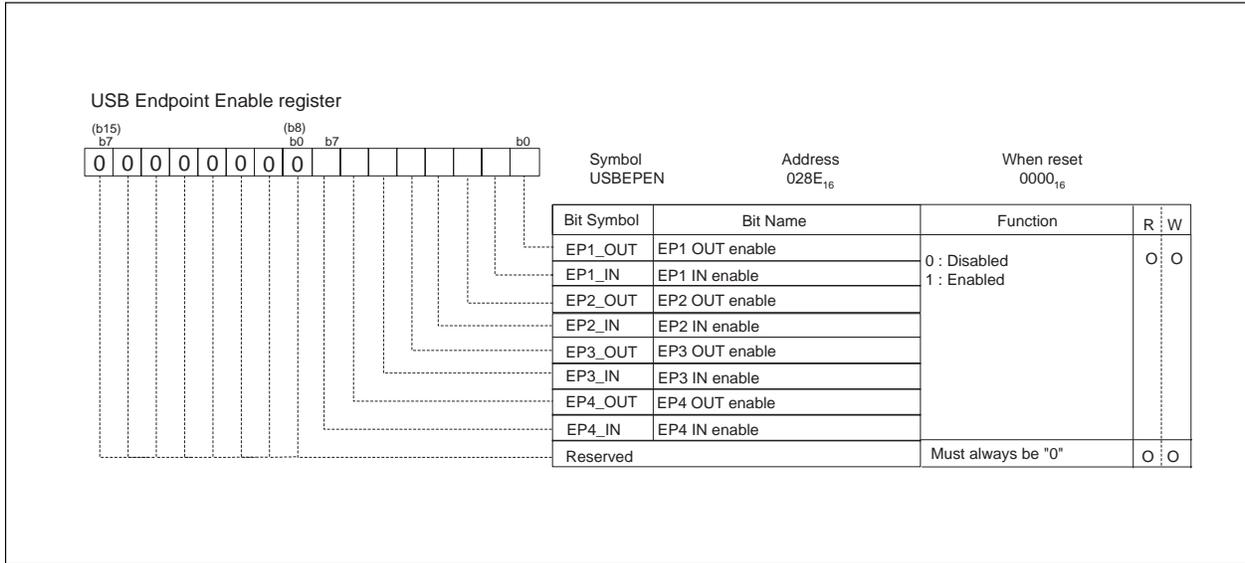 USB Endpoint Enable register
(b15) (b8)
b7 b0 b7 b0
0 0 0 0 0 0 0 0
Symbol Address When reset
USBEPEN 028E16 000016
Bit Symbol Bit Name Function R W
EP1_OUT EP1 OUT enable 0 : Disabled O O
EP1_IN EP1 IN enable 1 : Enabled
EP2_OUT EP2 OUT enable
EP2_IN EP2 IN enable
EP3_OUT EP3 OUT enable
EP3_IN EP3 IN enable
EP4_OUT EP4 OUT enable
EP4_IN EP4 IN enable
Reserved Must always be "0" O O